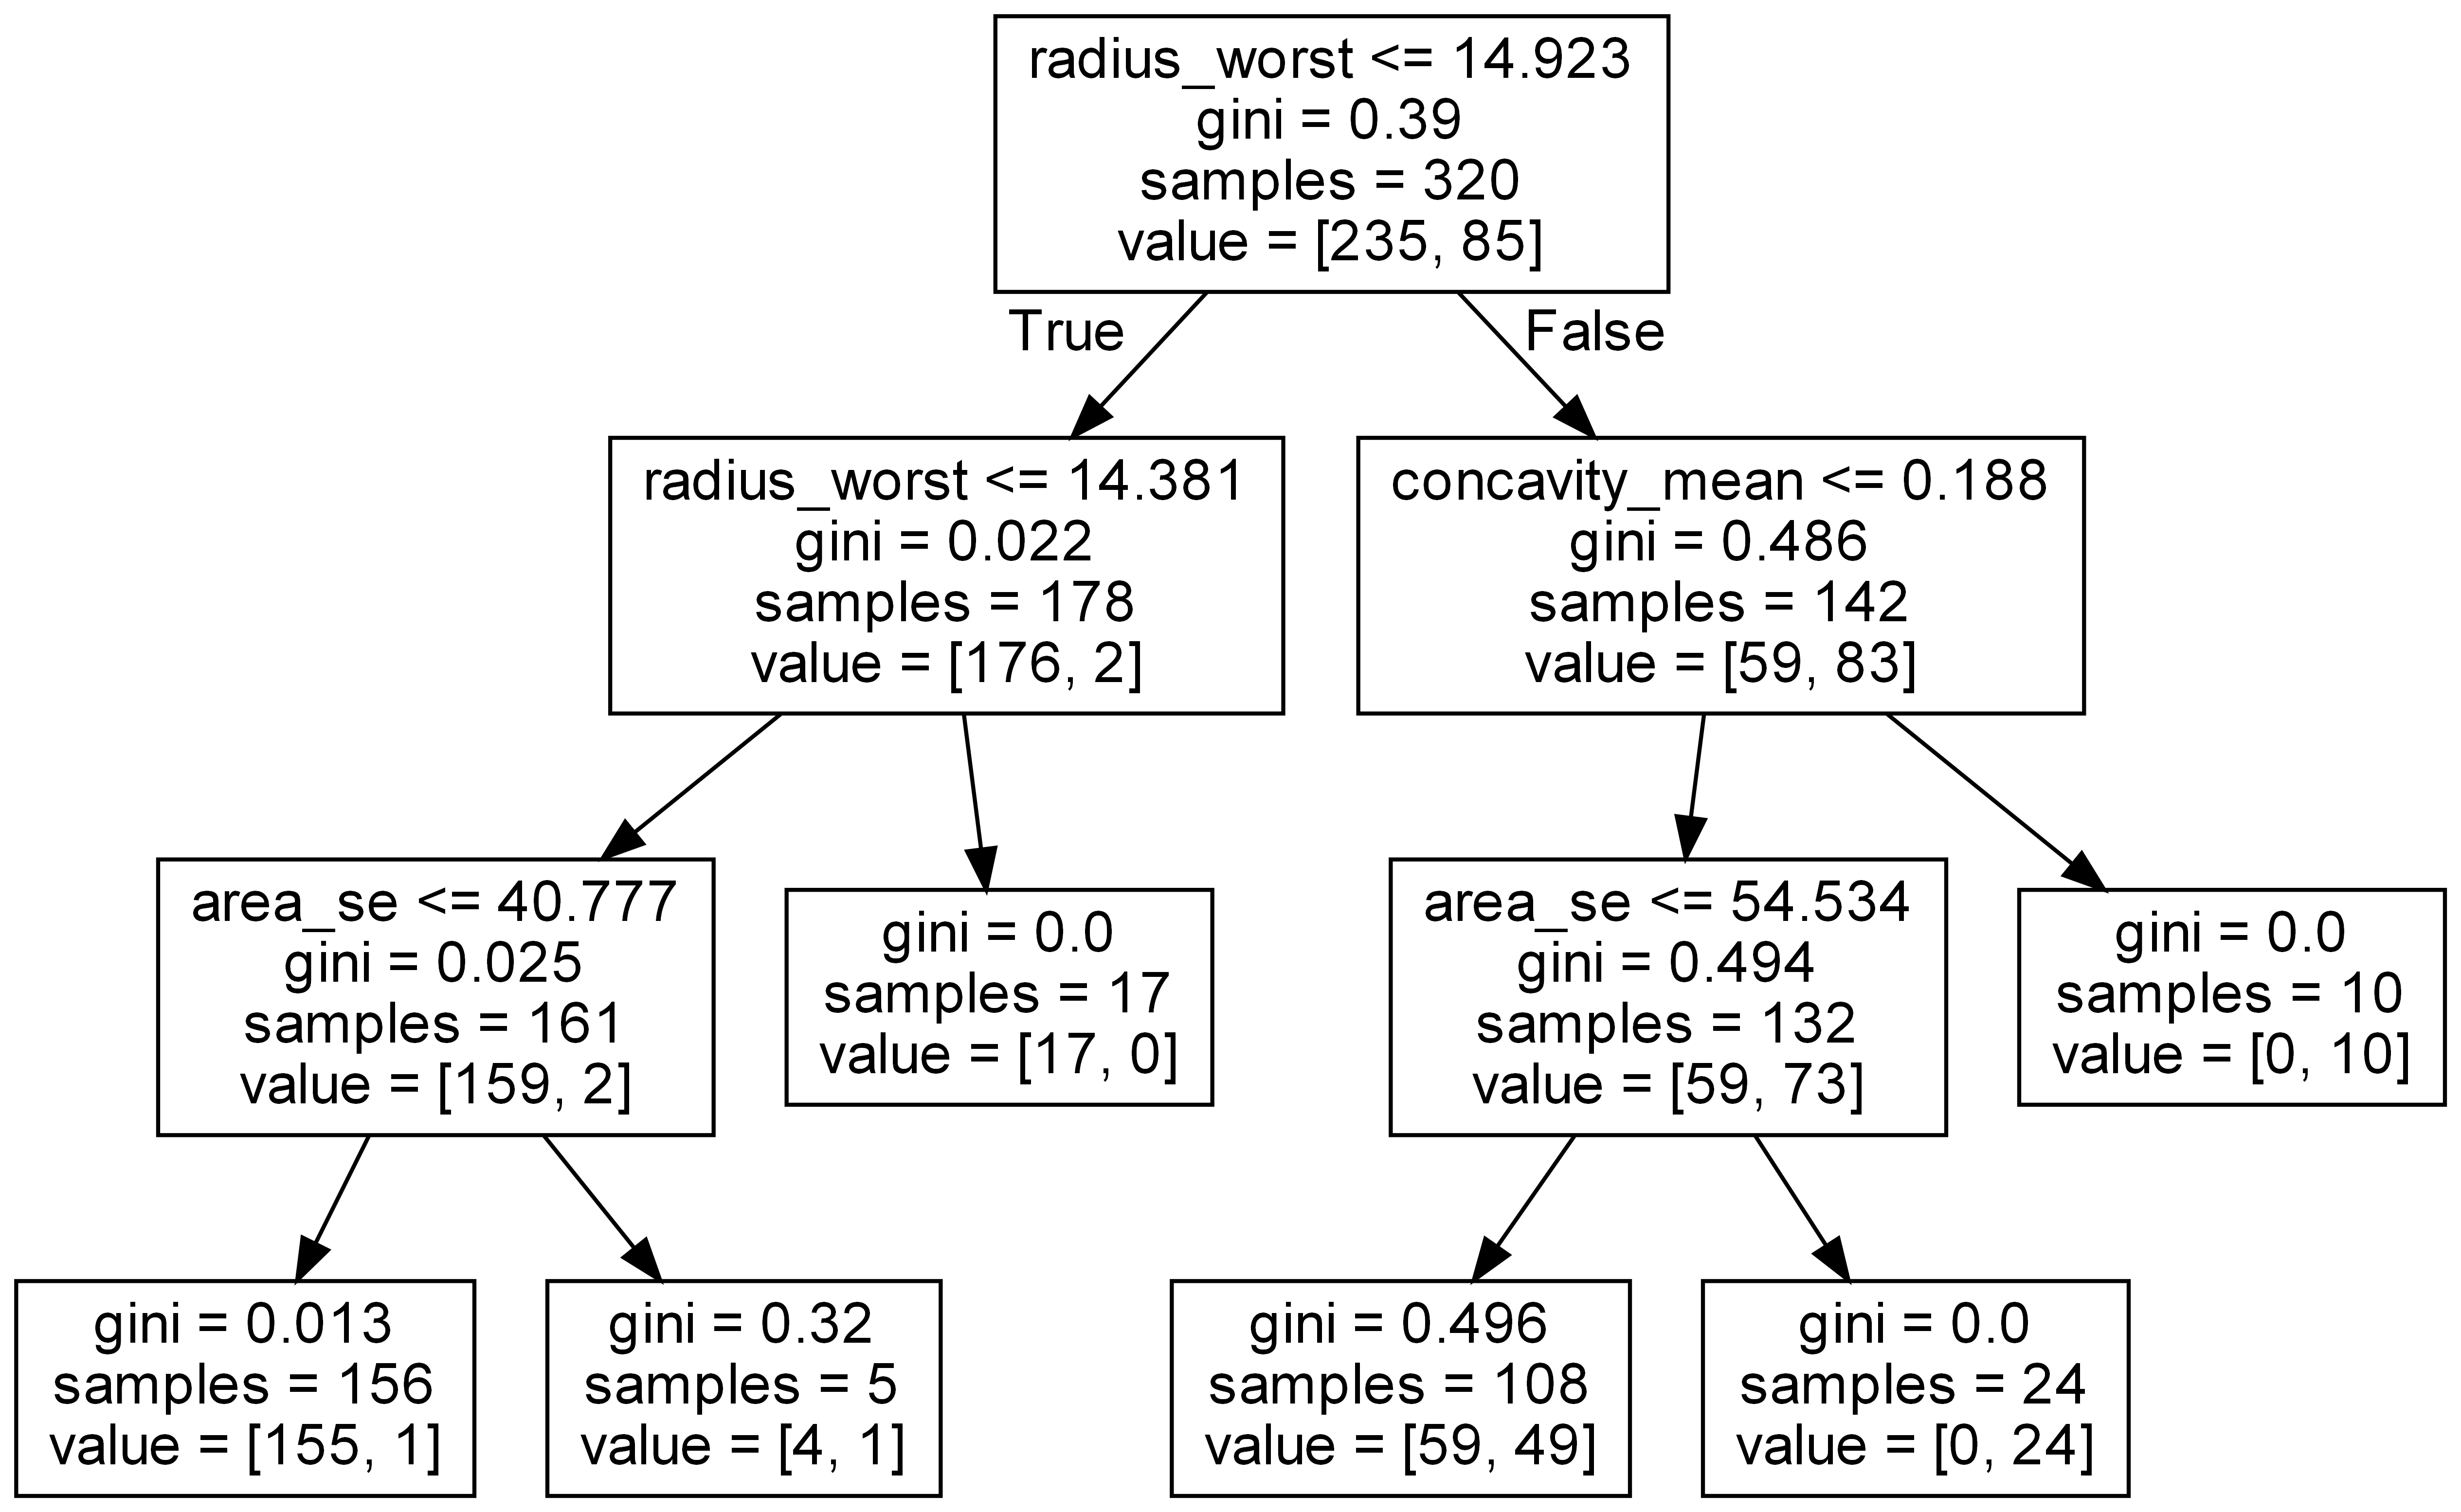 radius_worst <= 14.923
gini = 0.39
samples = 320
value = [235, 85]
True
False
radius_worst <= 14.381
gini = 0.022
samples = 178
value = [176, 2]
concavity_mean <= 0.188
gini = 0.486
samples = 142
value = [59, 83]
area_se <= 40.777
gini = 0.025
samples = 161
value = [159, 2]
gini = 0.0
samples = 17
value = [17, 0]
area_se <= 54.534
gini = 0.494
samples = 132
value = [59, 73]
gini = 0.0
samples = 10
value = [0, 10]
gini = 0.013
samples = 156
value = [155, 1]
gini = 0.32
samples = 5
value = [4, 1]
gini = 0.496
samples = 108
value = [59, 49]
gini = 0.0
samples = 24
value = [0, 24]